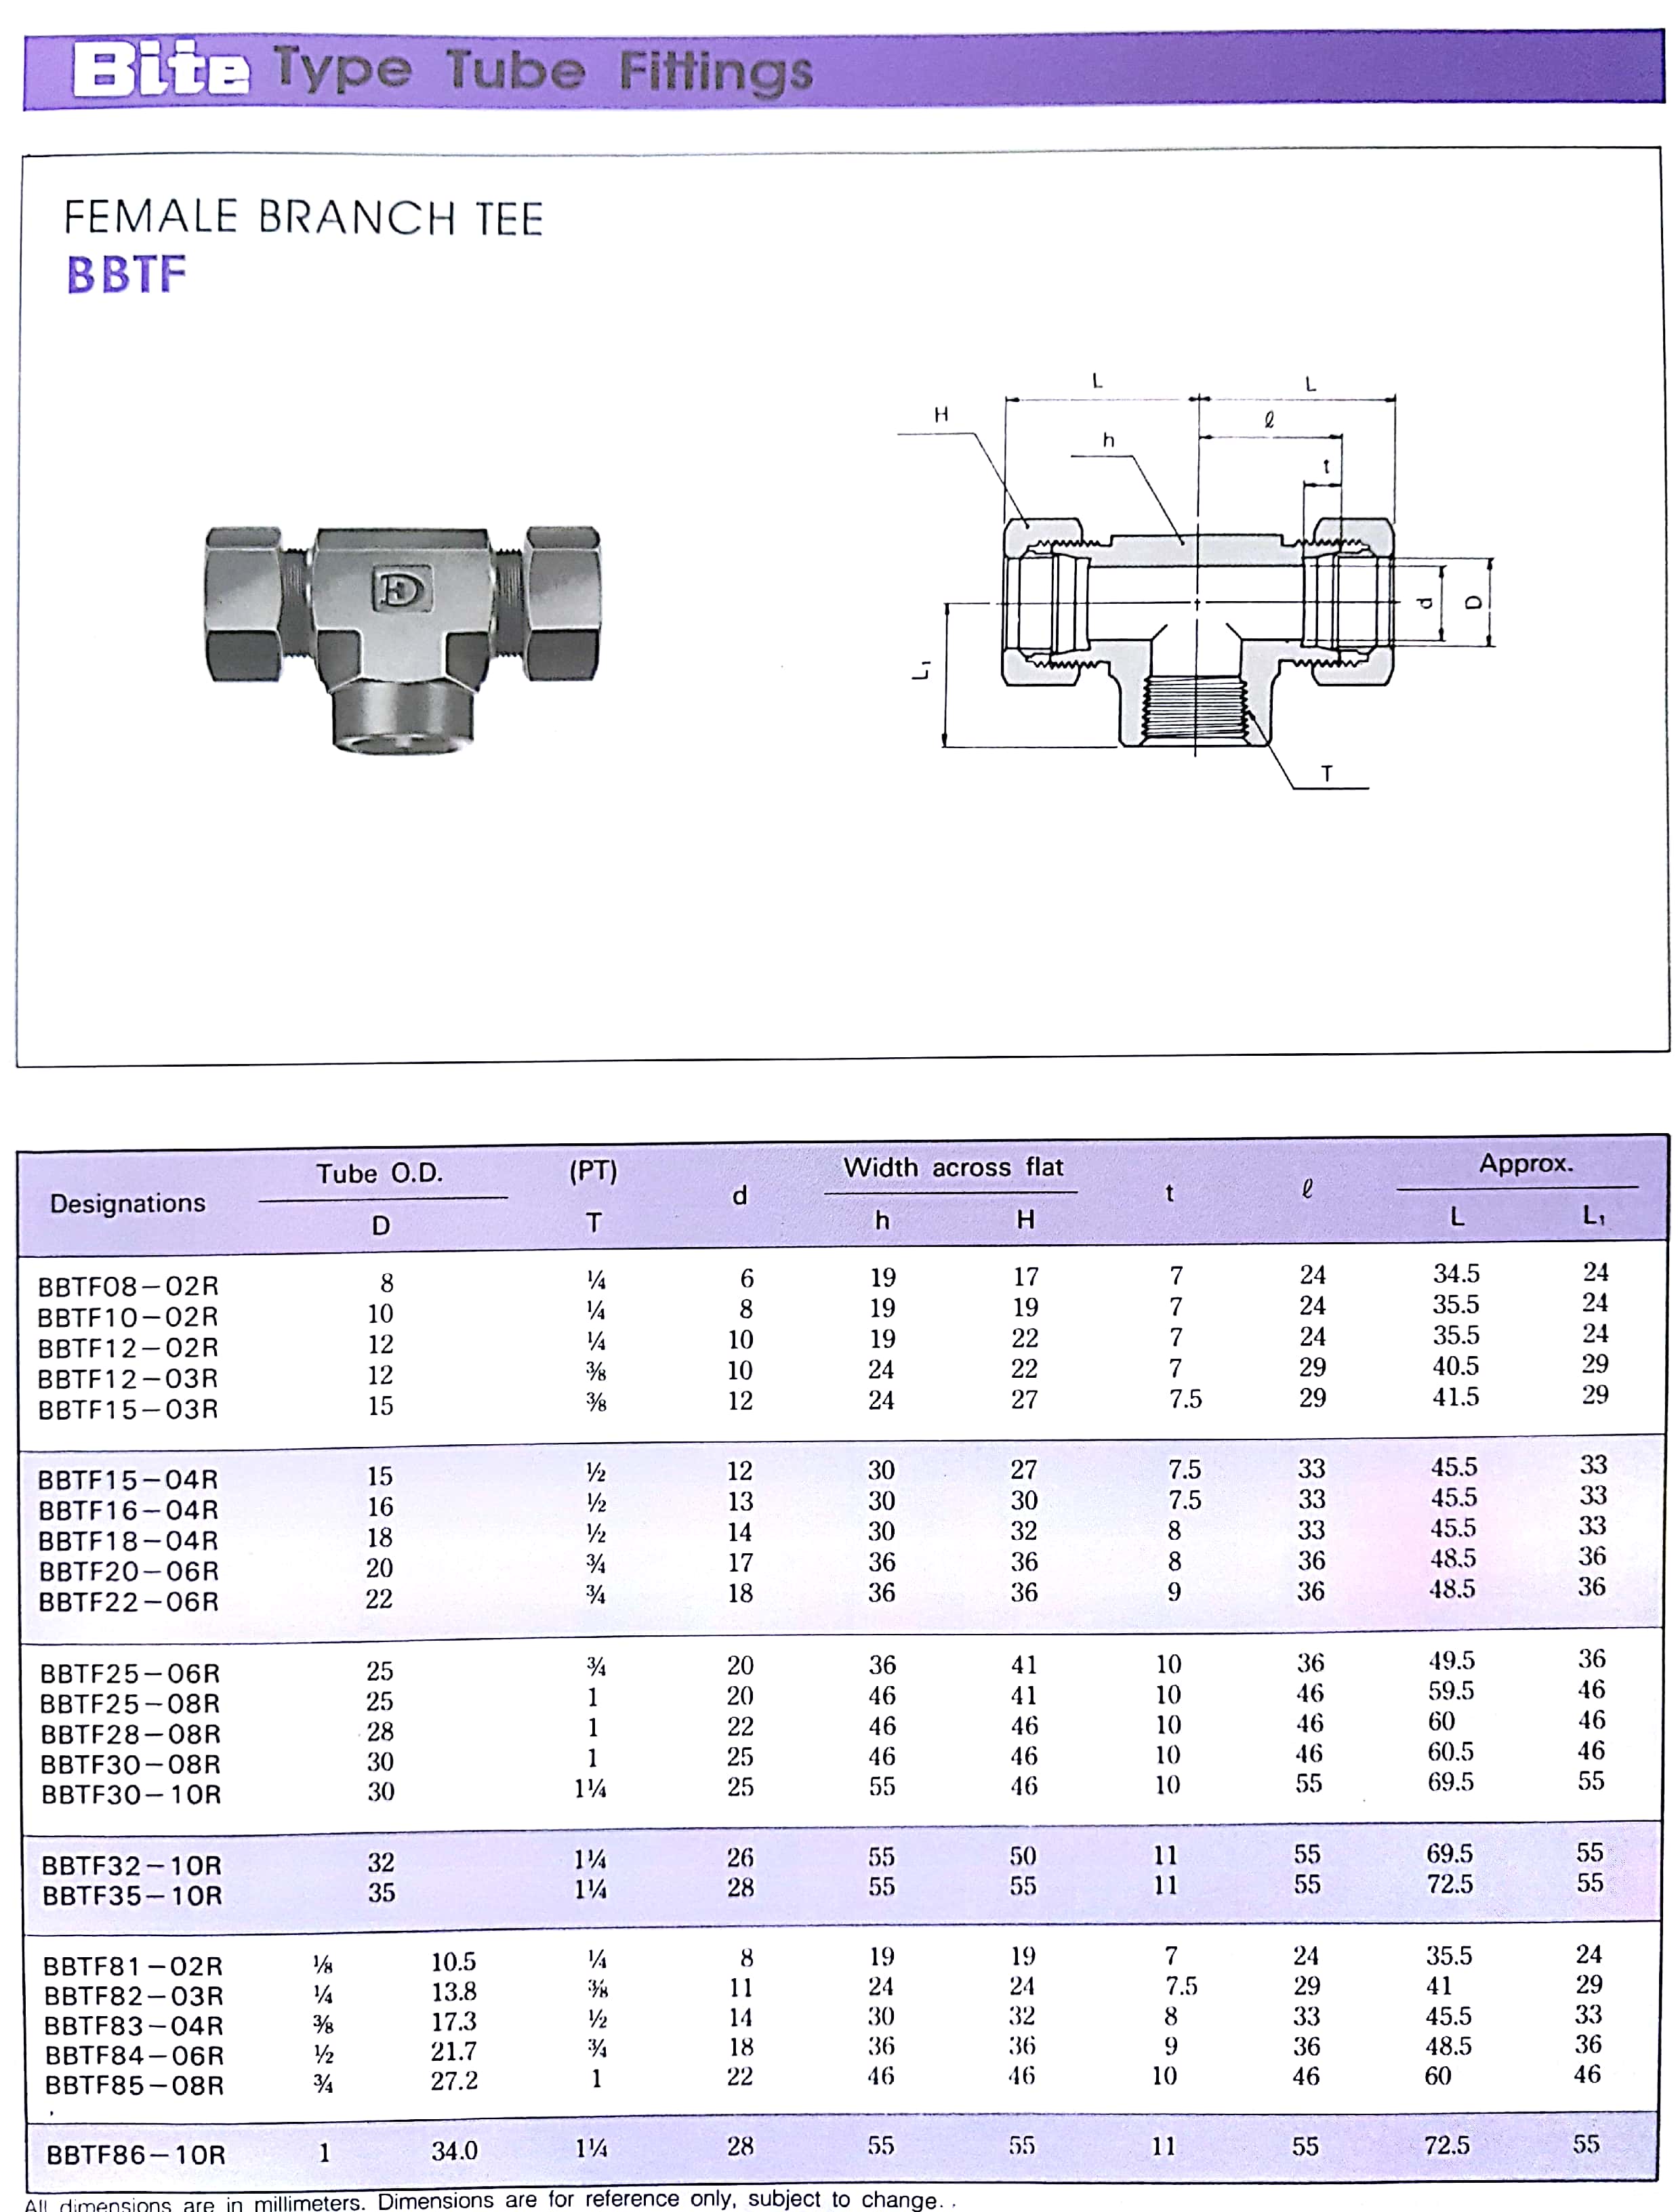 Bite Type Tube Fittings
FEMALE BRANCH TEE
BBTF
L L
H h ℓ
t
d D
L₁
T
Designations Tube O.D. (PT) d Width across flat t ℓ Approx.
D T h H L L₁
BBTF08－02R 8 ¼ 6 19 17 7 24 34.5 24
BBTF10－02R 10 ¼ 8 19 19 7 24 35.5 24
BBTF12－02R 12 ¼ 10 19 22 7 24 35.5 24
BBTF12－03R 12 ⅜ 10 24 22 7 29 40.5 29
BBTF15－03R 15 ⅜ 12 24 27 7.5 29 41.5 29
BBTF15－04R 15 ½ 12 30 27 7.5 33 45.5 33
BBTF16－04R 16 ½ 13 30 30 7.5 33 45.5 33
BBTF18－04R 18 ½ 14 30 32 8 33 45.5 33
BBTF20－06R 20 ¾ 17 36 36 8 36 48.5 36
BBTF22－06R 22 ¾ 18 36 36 9 36 48.5 36
BBTF25－06R 25 ¾ 20 36 41 10 36 49.5 36
BBTF25－08R 25 1 20 46 41 10 46 59.5 46
BBTF28－08R 28 1 22 46 46 10 46 60 46
BBTF30－08R 30 1 25 46 46 10 46 60.5 46
BBTF30－10R 30 1¼ 25 55 46 10 55 69.5 55
BBTF32－10R 32 1¼ 26 55 50 11 55 69.5 55
BBTF35－10R 35 1¼ 28 55 55 11 55 72.5 55
BBTF81－02R ⅛ 10.5 ¼ 8 19 19 7 24 35.5 24
BBTF82－03R ¼ 13.8 ⅜ 11 24 24 7.5 29 41 29
BBTF83－04R ⅜ 17.3 ½ 14 30 32 8 33 45.5 33
BBTF84－06R ½ 21.7 ¾ 18 36 36 9 36 48.5 36
BBTF85－08R ¾ 27.2 1 22 46 46 10 46 60 46
BBTF86－10R 1 34.0 1¼ 28 55 55 11 55 72.5 55
All dimensions are in millimeters. Dimensions are for reference only, subject to change.